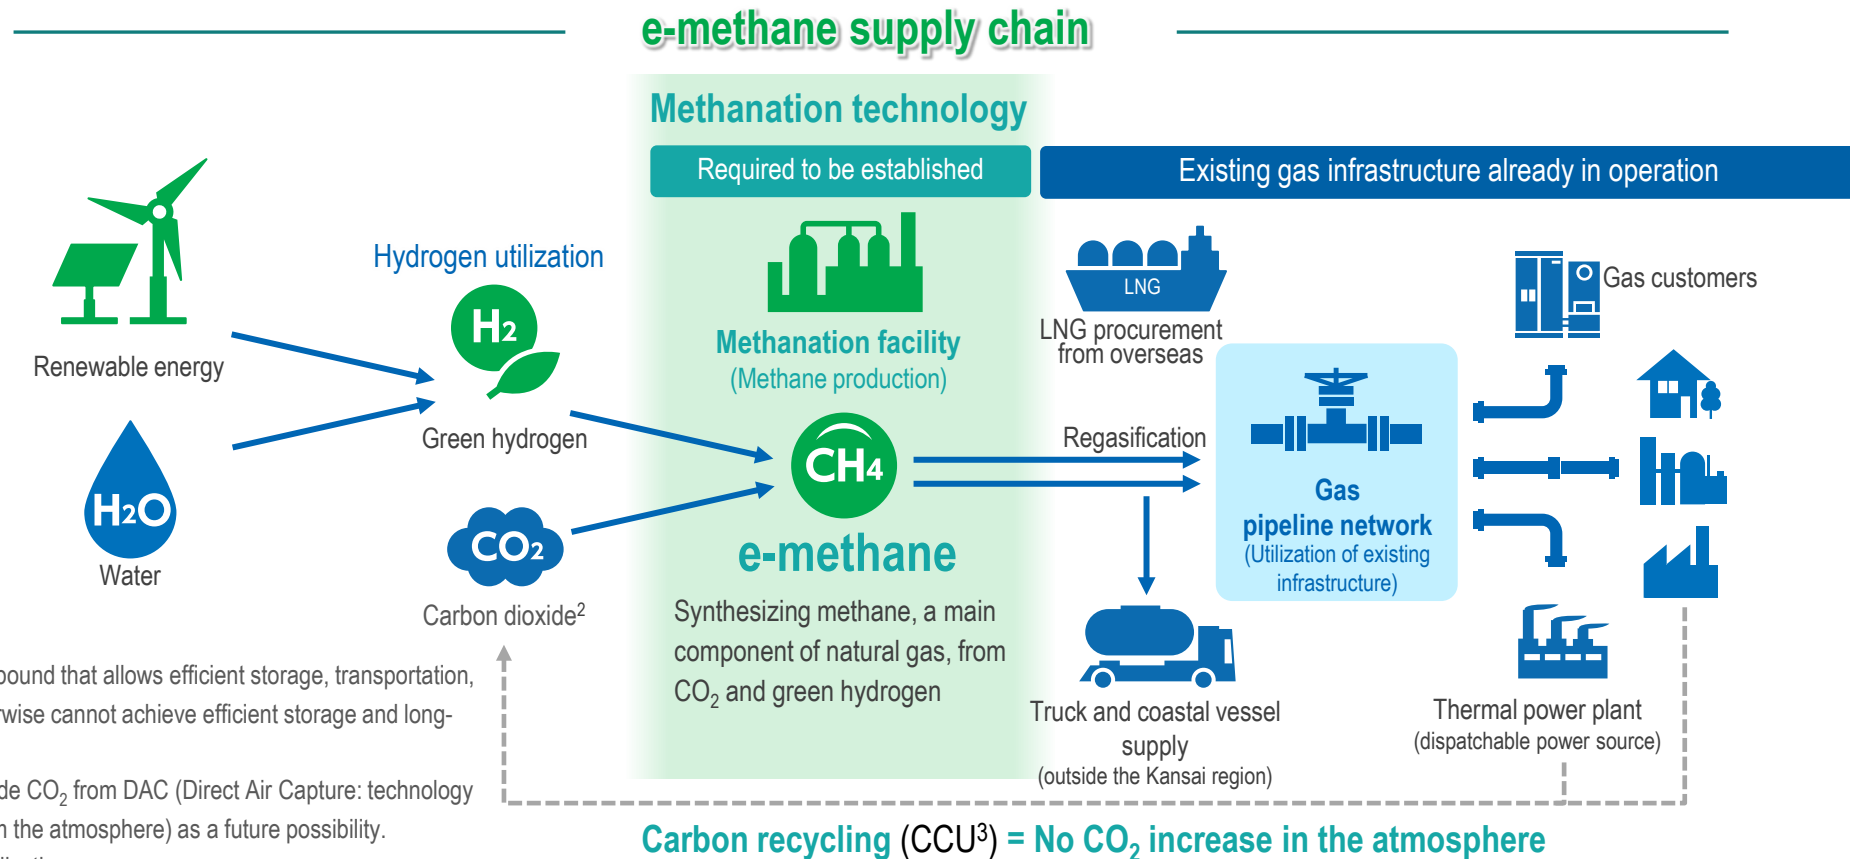 e-methane supply chain
Methanation technology
Required to be established
Existing gas infrastructure already in operation
Renewable energy
H2O
Water
Hydrogen utilization
H2
Green hydrogen
CO2
Carbon dioxide2
Methanation facility
(Methane production)
CH4
e-methane
Synthesizing methane, a main
component of natural gas, from
CO2 and green hydrogen
LNG
LNG procurement
from overseas
Regasification
Gas
pipeline network
(Utilization of existing
infrastructure)
Gas customers
Truck and coastal vessel
supply
(outside the Kansai region)
Thermal power plant
(dispatchable power source)
that allows efficient storage, transportation,
cannot achieve efficient storage and long-
CO2 from DAC (Direct Air Capture: technology
the atmosphere) as a future possibility.
Carbon recycling (CCU3) = No CO2 increase in the atmosphere